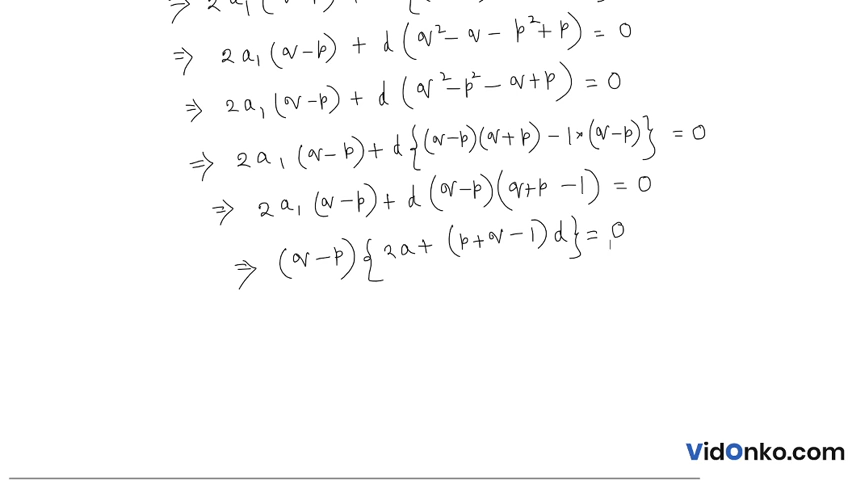 ⇒ 2a₁(q-p) + d(q²-q-p²+p) = 0
⇒ 2a₁(q-p) + d(q²-p²-q+p) = 0
⇒ 2a₁(q-p) + d{(q-p)(q+p)-1×(q-p)} = 0
⇒ 2a₁(q-p) + d(q-p)(q+p-1) = 0
⇒ (q-p){2a+(p+q-1)d} = 0
VidOnko.com